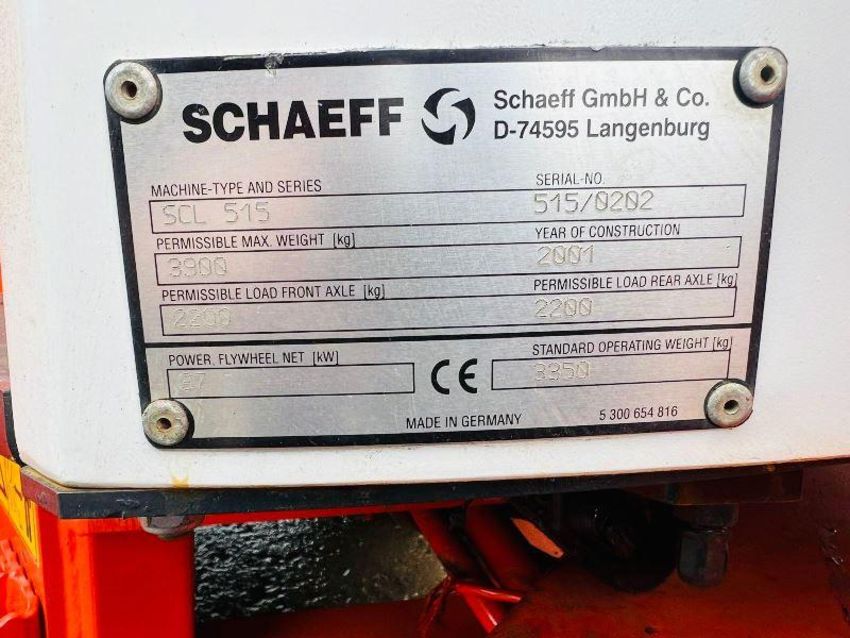 SCHAEFF
Schaeff GmbH & Co.
D-74595 Langenburg
MACHINE-TYPE AND SERIES
SERIAL-NO.
SCL 515
515/0202
PERMISSIBLE MAX. WEIGHT [kg]
YEAR OF CONSTRUCTION
3900
2001
PERMISSIBLE LOAD FRONT AXLE [kg]
PERMISSIBLE LOAD REAR AXLE [kg]
2200
2200
POWER. FLYWHEEL NET [kW]
STANDARD OPERATING WEIGHT [kg]
CE
3350
MADE IN GERMANY
5 300 654 816